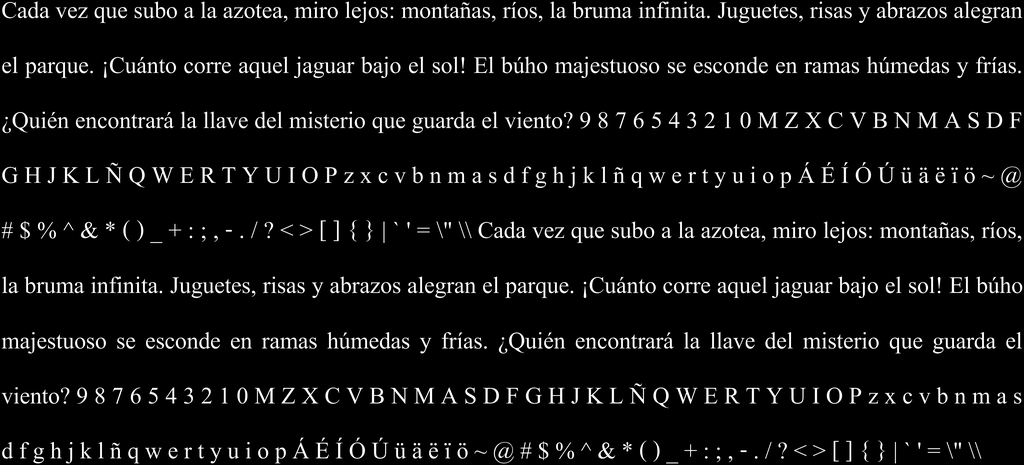 Cada vez que subo a la azotea, miro lejos: montañas, ríos, la bruma infinita. Juguetes, risas y abrazos alegran
el parque. ¡Cuánto corre aquel jaguar bajo el sol! El búho majestuoso se esconde en ramas húmedas y frías.
¿Quién encontrará la llave del misterio que guarda el viento? 9 8 7 6 5 4 3 2 1 0 M Z X C V B N M A S D F
G H J K L Ñ Q W E R T Y U I O P z x c v b n m a s d f g h j k l ñ q w e r t y u i o p Á É Í Ó Ú ü ä ë ï ö ~ @
# $ % ^ & * ( ) _ + : ; , - . / ? < > [ ] { } | ` ' = \" \\ Cada vez que subo a la azotea, miro lejos: montañas, ríos,
la bruma infinita. Juguetes, risas y abrazos alegran el parque. ¡Cuánto corre aquel jaguar bajo el sol! El búho
majestuoso se esconde en ramas húmedas y frías. ¿Quién encontrará la llave del misterio que guarda el
viento? 9 8 7 6 5 4 3 2 1 0 M Z X C V B N M A S D F G H J K L Ñ Q W E R T Y U I O P z x c v b n m a s
d f g h j k l ñ q w e r t y u i o p Á É Í Ó Ú ü ä ë ï ö ~ @ # $ % ^ & * ( ) _ + : ; , - . / ? < > [ ] { } | ` ' = \" \\